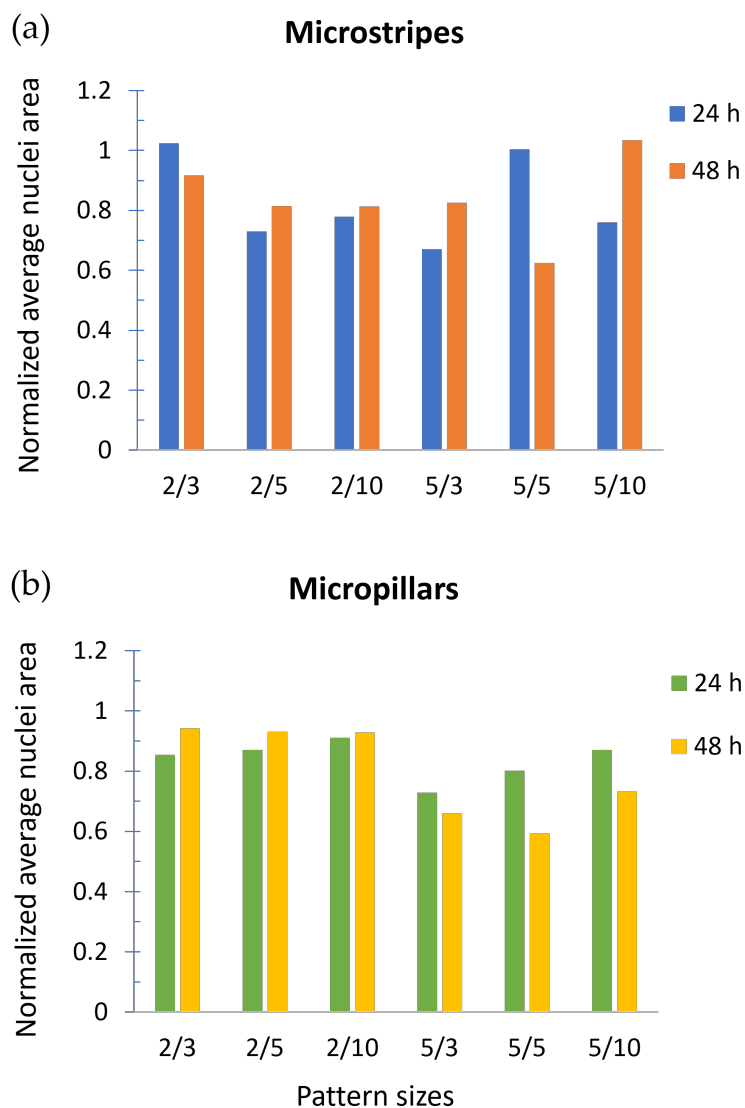 (a)
Microstripes
Normalized average nuclei area
1.2
1
0.8
0.6
0.4
0.2
0
2/3 2/5 2/10 5/3 5/5 5/10
24 h
48 h
(b)
Micropillars
Normalized average nuclei area
1.2
1
0.8
0.6
0.4
0.2
0
2/3 2/5 2/10 5/3 5/5 5/10
24 h
48 h
Pattern sizes